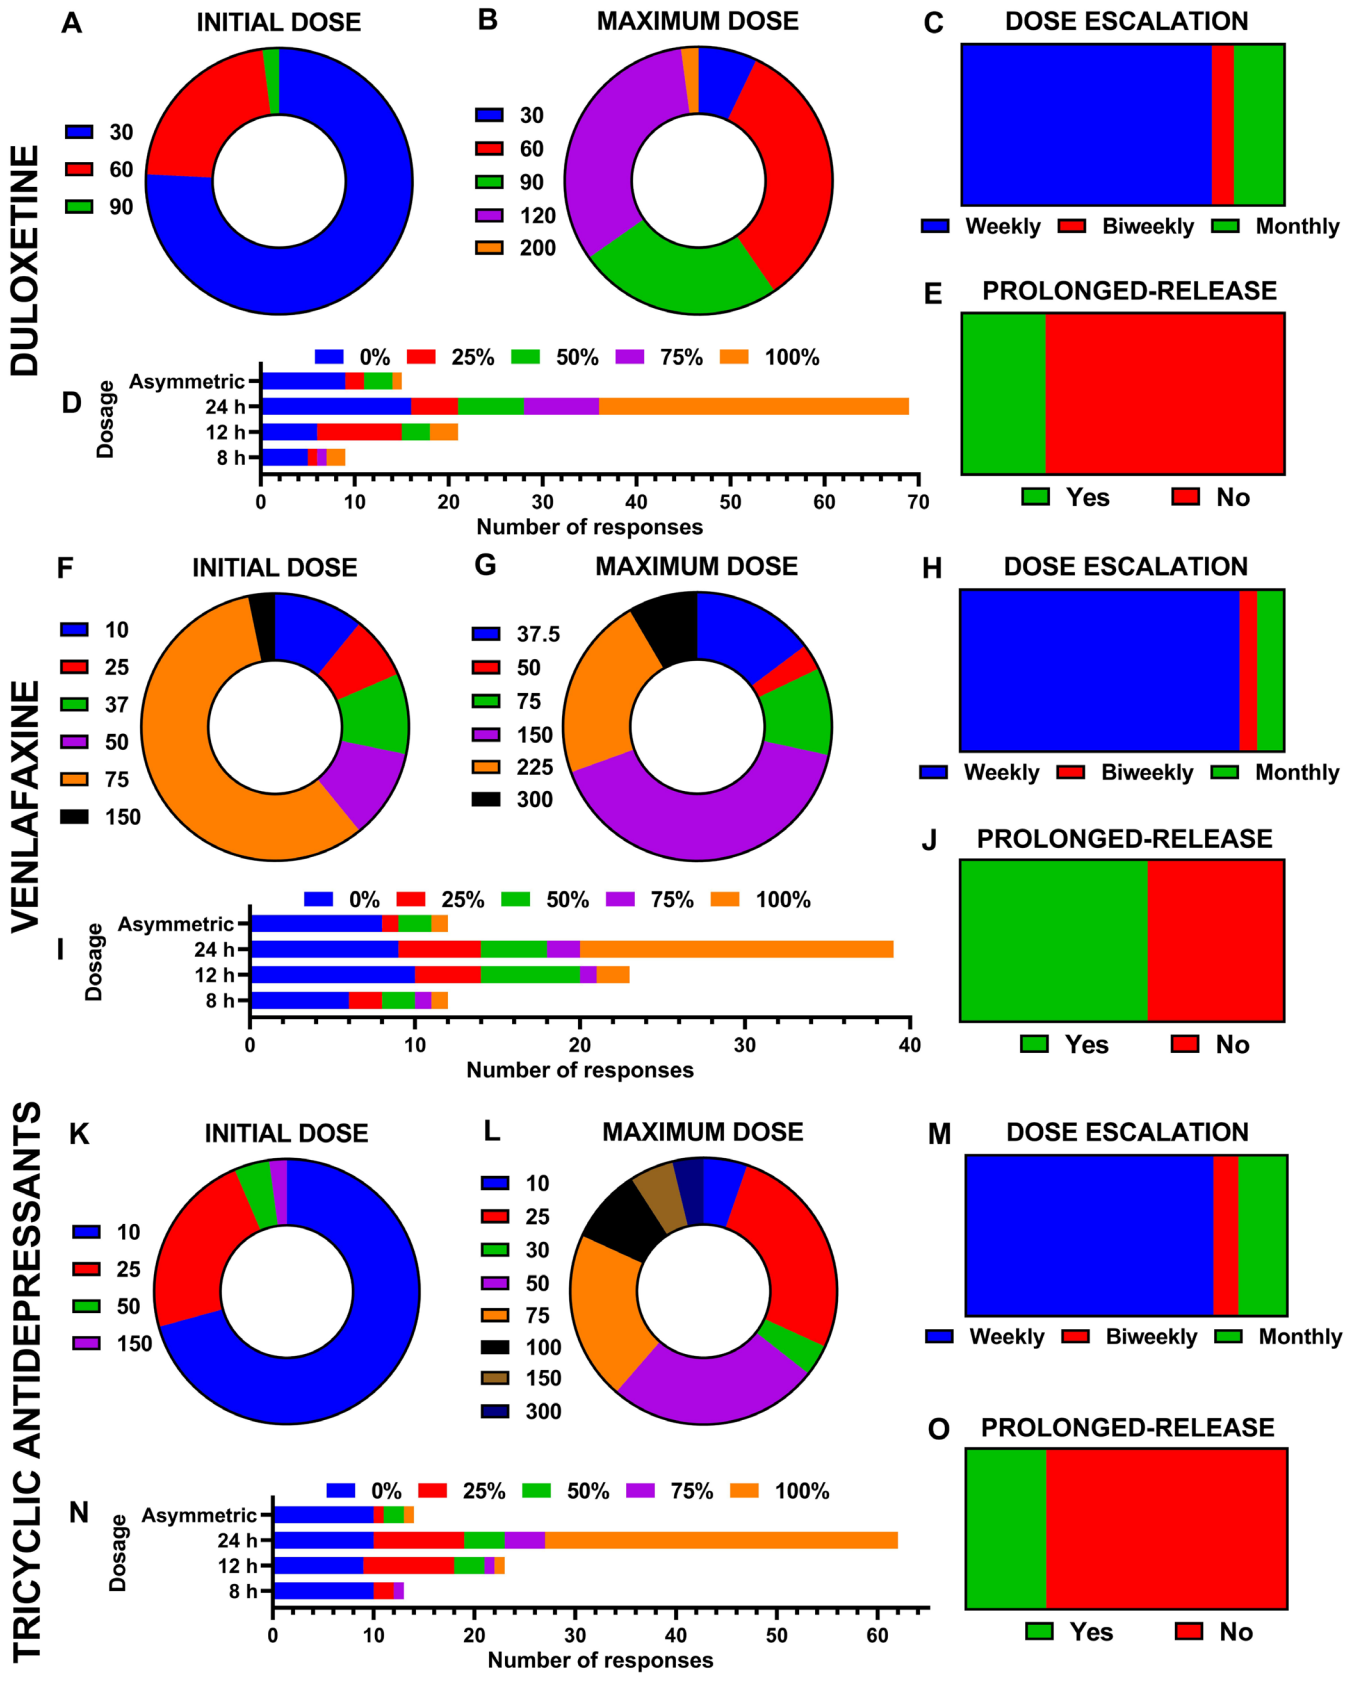 DULOXETINE
A
INITIAL DOSE
30
60
90
B
MAXIMUM DOSE
30
60
90
120
200
C
DOSE ESCALATION
Weekly Biweekly Monthly
D
Dosage
0% 25% 50% 75% 100%
Asymmetric
24 h
12 h
8 h
0 10 20 30 40 50 60 70
Number of responses
E
PROLONGED-RELEASE
Yes No
VENLAFAXINE
F
INITIAL DOSE
10
25
37
50
75
150
G
MAXIMUM DOSE
37.5
50
75
150
225
300
H
DOSE ESCALATION
Weekly Biweekly Monthly
I
Dosage
0% 25% 50% 75% 100%
Asymmetric
24 h
12 h
8 h
0 10 20 30 40
Number of responses
J
PROLONGED-RELEASE
Yes No
TRICYCLIC ANTIDEPRESSANTS
K
INITIAL DOSE
10
25
50
150
L
MAXIMUM DOSE
10
25
30
50
75
100
150
300
M
DOSE ESCALATION
Weekly Biweekly Monthly
N
Dosage
0% 25% 50% 75% 100%
Asymmetric
24 h
12 h
8 h
0 10 20 30 40 50 60
Number of responses
O
PROLONGED-RELEASE
Yes No